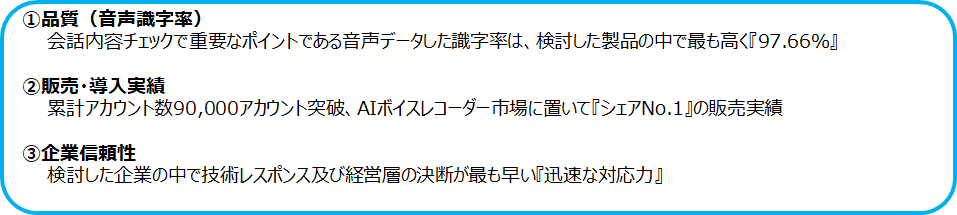 ①品質（音声識字率）
会話内容チェックで重要なポイントである音声データした識字率は、検討した製品の中で最も高く『97.66%』
②販売･導入実績
累計アカウント数90,000アカウント突破、AIボイスレコーダー市場に置いて『シェアNo.1』の販売実績
③企業信頼性
検討した企業の中で技術レスポンス及び経営層の決断が最も早い『迅速な対応力』